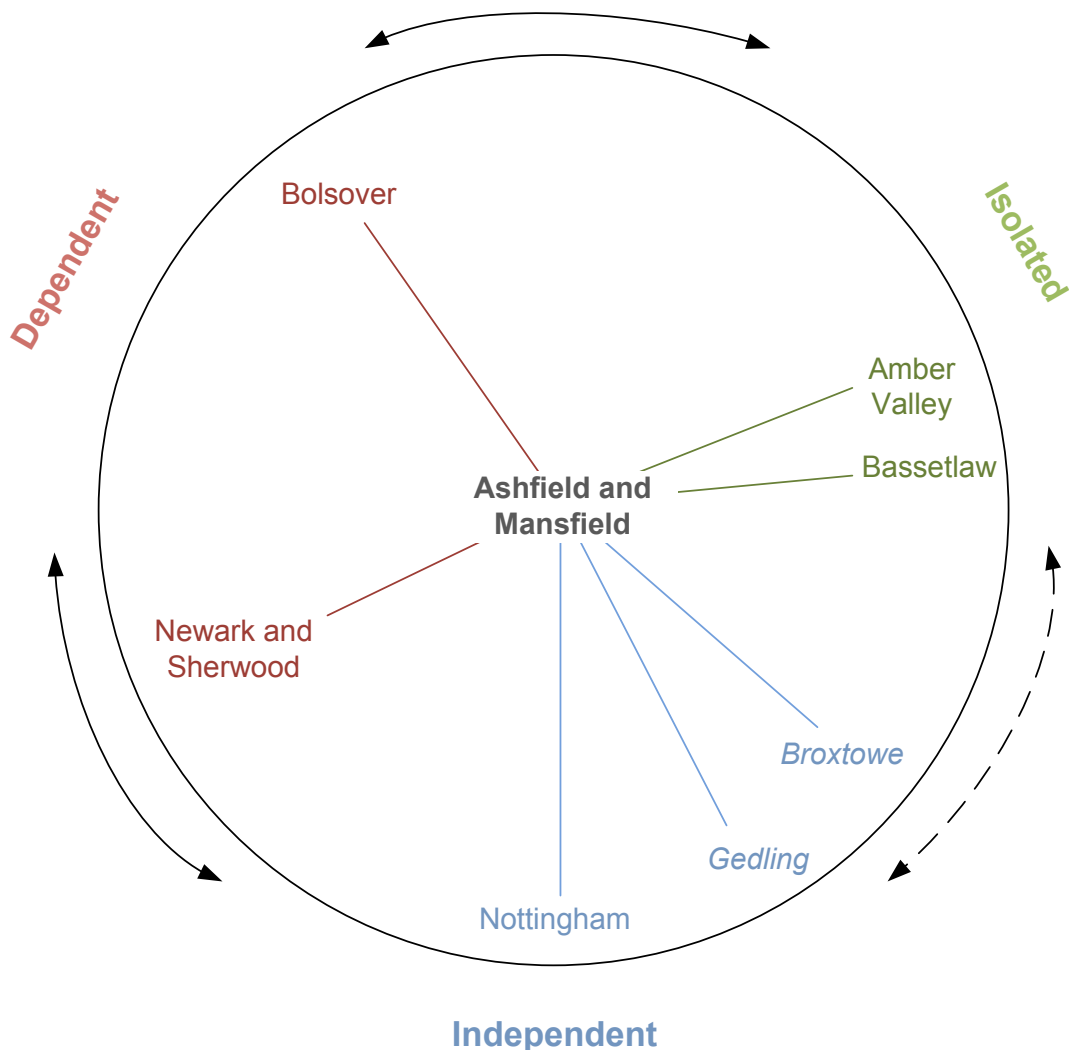 Bolsover
Dependent
Isolated
Amber
Valley
Bassetlaw
Ashfield and
Mansfield
Newark and
Sherwood
Broxtowe
Gedling
Nottingham
Independent